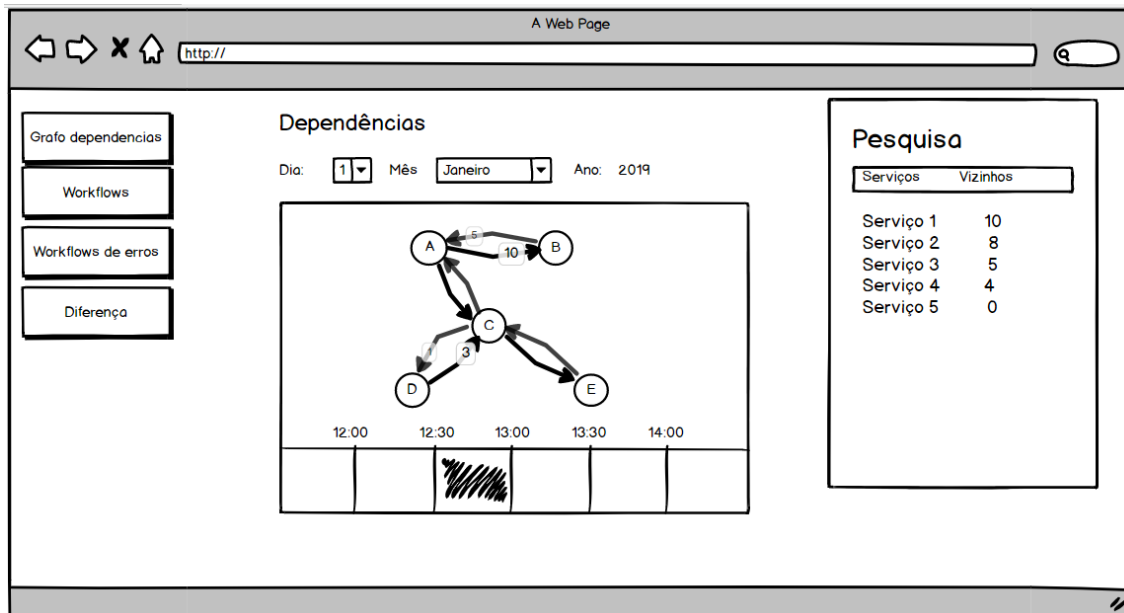 A Web Page
http://
Grafo dependencias
Workflows
Workflows de erros
Diferença
Dependências
Dia: 1 Mês Janeiro Ano: 2019
A 5 B
10
C
1 3
D E
12:00 12:30 13:00 13:30 14:00
Pesquisa
Serviços Vizinhos
Serviço 1 10
Serviço 2 8
Serviço 3 5
Serviço 4 4
Serviço 5 0